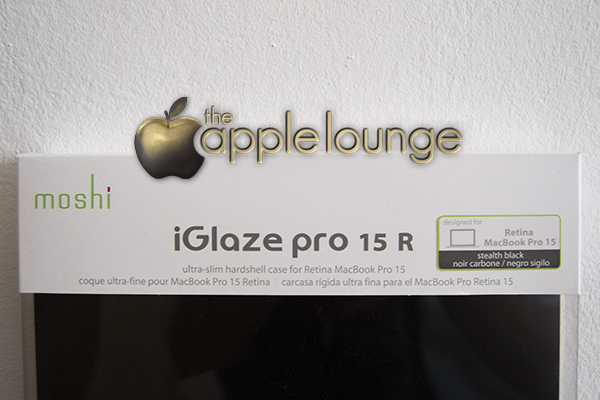 the
apple lounge
moshi
iGlaze pro 15 R
designed for
Retina
MacBook Pro 15
stealth black
noir carbone / negro sigilo
ultra-slim hardshell case for Retina MacBook Pro 15
coque ultra-fine pour MacBook Pro 15 Retina | carcasa rígida ultra fina para el MacBook Pro Retina 15